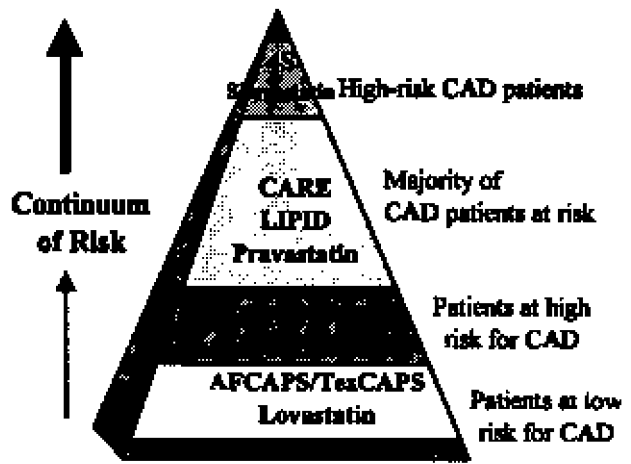 High-risk CAD patients
CARE
LIPID
Pravastatin
Majority of
CAD patients at risk
Continuum
of Risk
Patients at high
risk for CAD
AFCAPS/TexCAPS
Lovastatin
Patients at low
risk for CAD